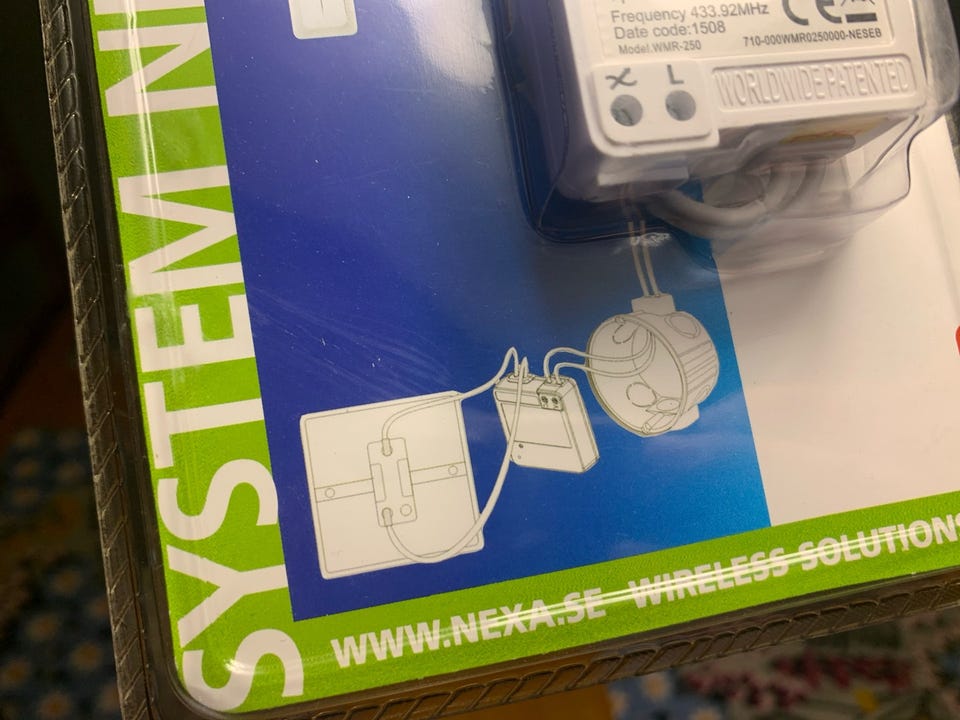 Frequency 433.92MHz
Date code:1508
Model.WMR-250 710-000WMR0250000-NESEB
CE
L
WORLDWIDE PATENTED
SYSTEM
WWW.NEXA.SE WIRELESS SOLUTIONS